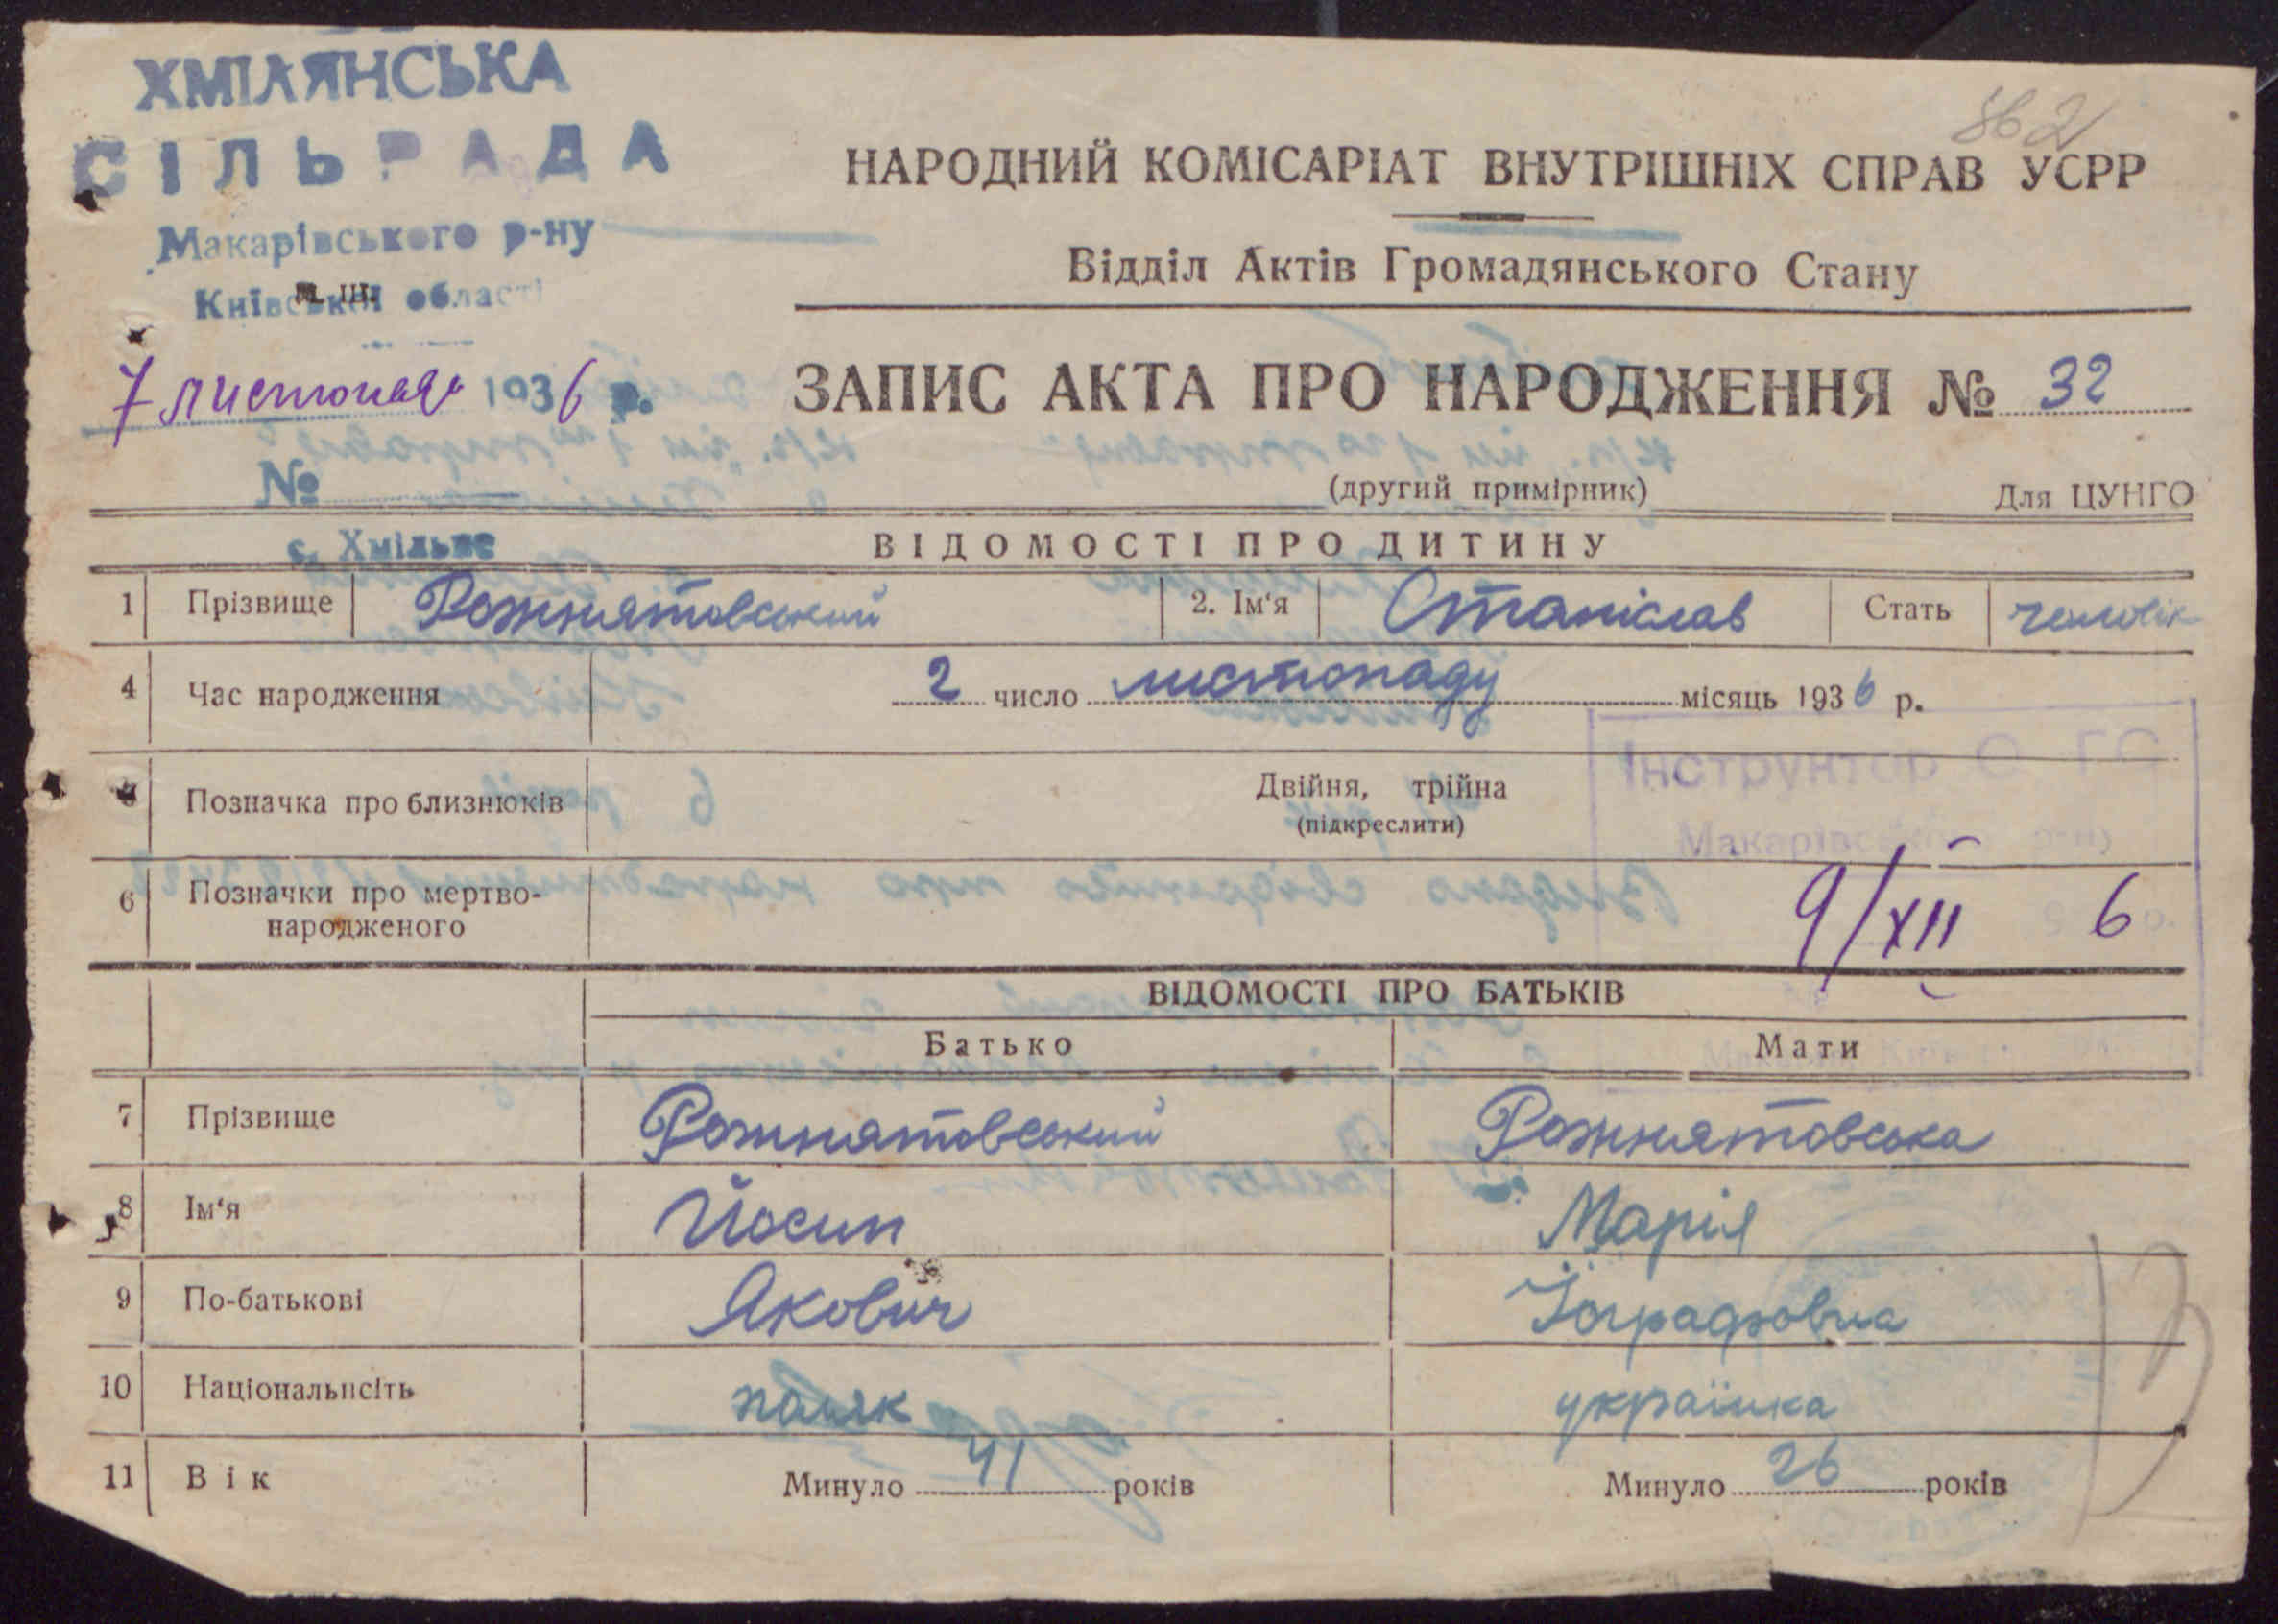 ХМІЛЯНСЬКА
СІЛЬРАДА
Макарівського р-ну
Київської області
862
НАРОДНИЙ КОМІСАРІАТ ВНУТРІШНІХ СПРАВ УСРР
Відділ Актів Громадянського Стану
7 листопада 1936 р.
ЗАПИС АКТА ПРО НАРОДЖЕННЯ № 32
№
(другий примірник)
Для ЦУНГО
с. Хмільне
ВІДОМОСТІ ПРО ДИТИНУ
1 Прізвище Рожнятовський 2. Ім'я Станіслав Стать чоловік
4 Час народження 2 число листопаду місяць 1936 р.
Інструктор
Позначка про близнюків Двійня, трійна
(підкреслити)
Макарівського
6 Позначки про мертво-
народженого
9/XII 6
ВІДОМОСТІ ПРО БАТЬКІВ
Батько Мати
7 Прізвище Рожнятовський Рожнятовська
8 Ім'я Йосип Марія
9 По-батькові Якович
10 Національність поляк українка
11 Вік Минуло 41 років Минуло 26 років